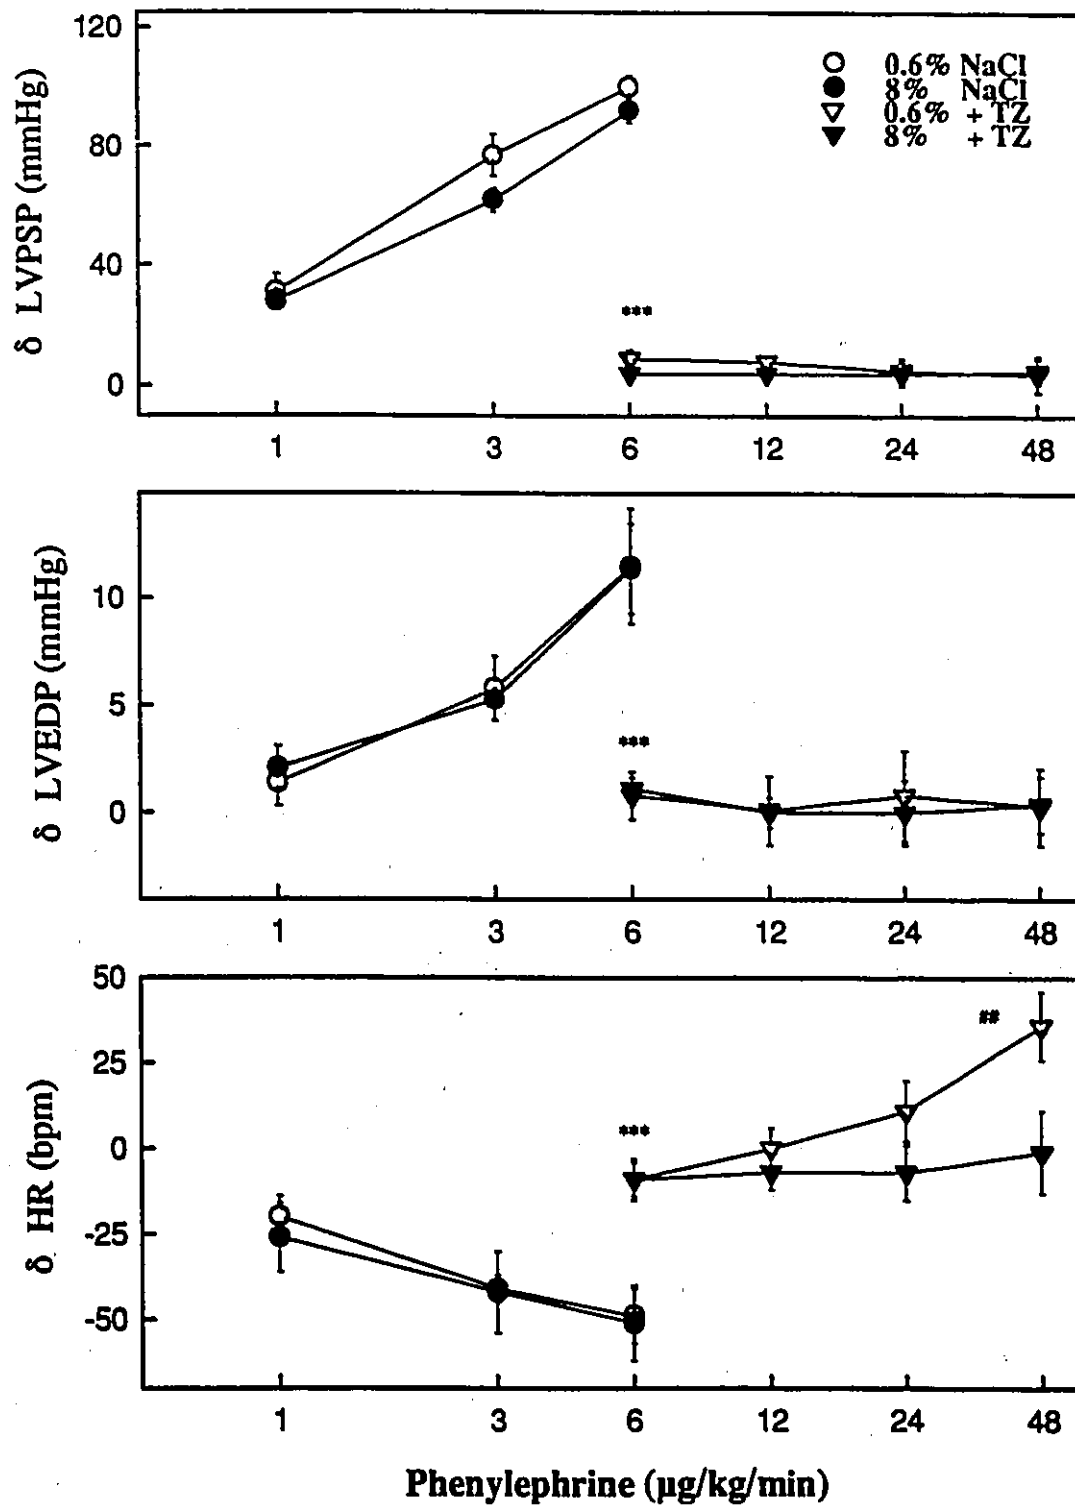 120
80
40
0
δ LVPSP (mmHg)
0.6% NaCl
8% NaCl
0.6% + TZ
8% + TZ
***
1 3 6 12 24 48
10
5
0
δ LVEDP (mmHg)
***
1 3 6 12 24 48
50
25
0
-25
-50
δ HR (bpm)
***
##
1 3 6 12 24 48
Phenylephrine (µg/kg/min)